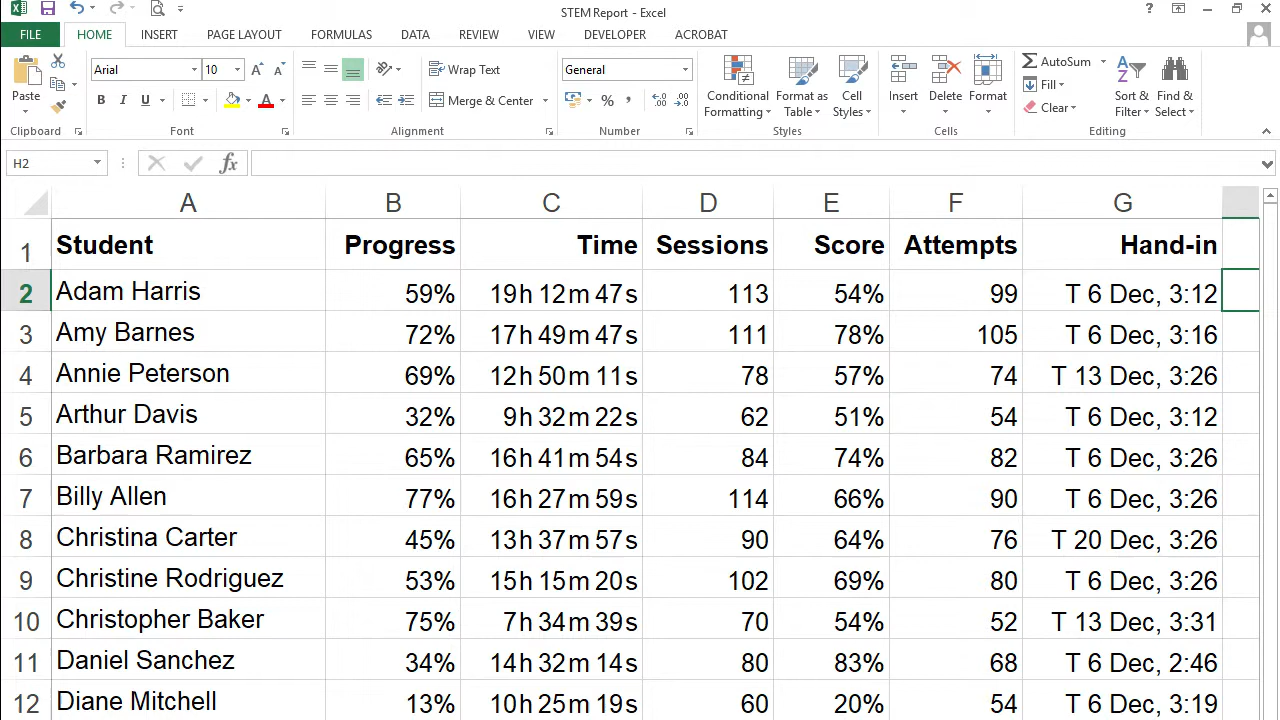 STEM Report - Excel
?
FILE HOME INSERT PAGE LAYOUT FORMULAS DATA REVIEW VIEW DEVELOPER ACROBAT
Paste
Clipboard
Arial 10
B I U
Font
Wrap Text
Merge & Center
Alignment
General
% ,
Number
Conditional Formatting
Format as Table
Cell Styles
Styles
Insert Delete Format
Cells
AutoSum
Fill
Clear
Sort & Filter
Find & Select
Editing
H2 fx
A B C D E F G
1 Student Progress Time Sessions Score Attempts Hand-in
2 Adam Harris 59% 19h 12m 47s 113 54% 99 T 6 Dec, 3:12
3 Amy Barnes 72% 17h 49m 47s 111 78% 105 T 6 Dec, 3:16
4 Annie Peterson 69% 12h 50m 11s 78 57% 74 T 13 Dec, 3:26
5 Arthur Davis 32% 9h 32m 22s 62 51% 54 T 6 Dec, 3:12
6 Barbara Ramirez 65% 16h 41m 54s 84 74% 82 T 6 Dec, 3:26
7 Billy Allen 77% 16h 27m 59s 114 66% 90 T 6 Dec, 3:26
8 Christina Carter 45% 13h 37m 57s 90 64% 76 T 20 Dec, 3:26
9 Christine Rodriguez 53% 15h 15m 20s 102 69% 80 T 6 Dec, 3:26
10 Christopher Baker 75% 7h 34m 39s 70 54% 52 T 13 Dec, 3:31
11 Daniel Sanchez 34% 14h 32m 14s 80 83% 68 T 6 Dec, 2:46
12 Diane Mitchell 13% 10h 25m 19s 60 20% 54 T 6 Dec, 3:19